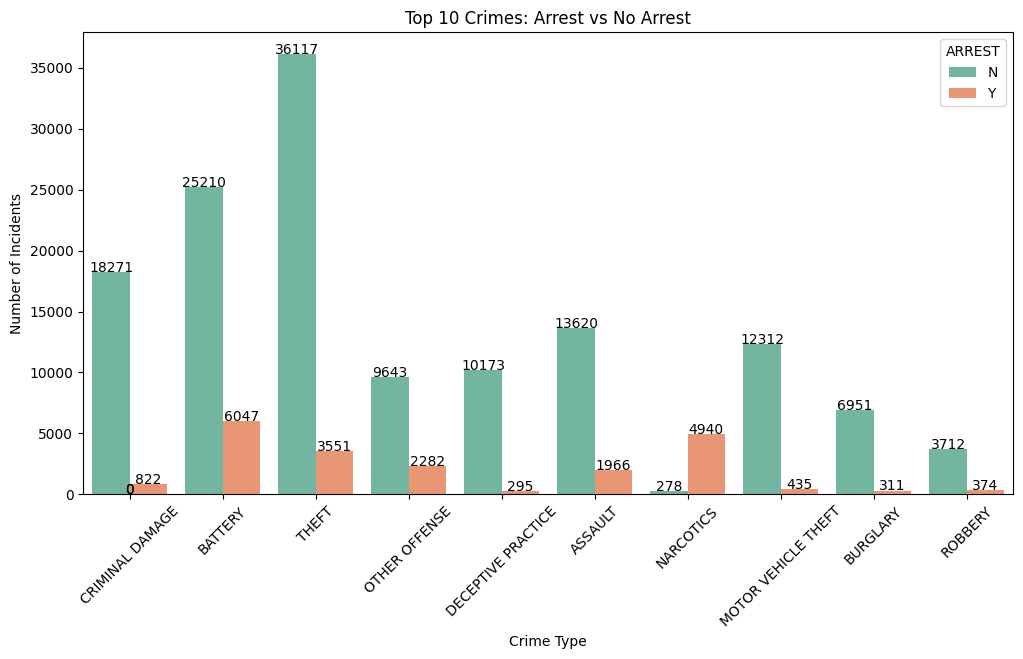 Top 10 Crimes: Arrest vs No Arrest
ARREST
N
Y
Number of Incidents
35000
30000
25000
20000
15000
10000
5000
0
18271
822
0
25210
6047
36117
3551
9643
2282
10173
295
13620
1966
278
4940
12312
435
6951
311
3712
374
CRIMINAL DAMAGE
BATTERY
THEFT
OTHER OFFENSE
DECEPTIVE PRACTICE
ASSAULT
NARCOTICS
MOTOR VEHICLE THEFT
BURGLARY
ROBBERY
Crime Type